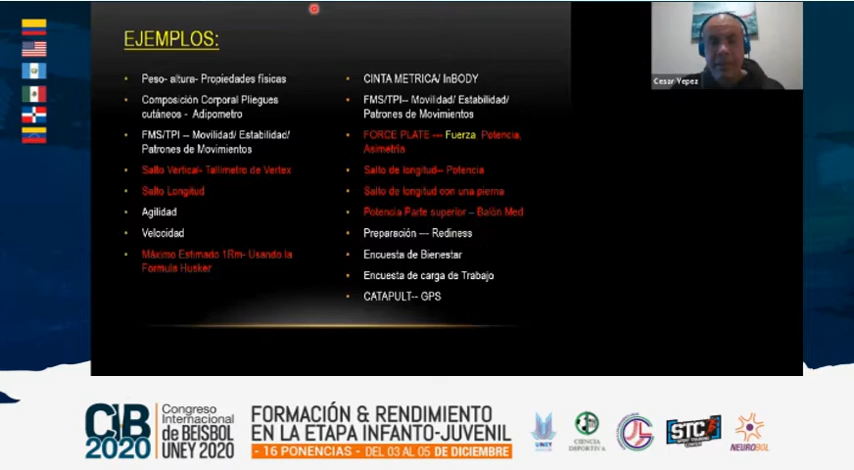 EJEMPLOS:
Peso- altura- Propiedades físicas
Composición Corporal Pliegues
cutáneos - Adipometro
FMS/TPI -- Movilidad/ Estabilidad/
Patrones de Movimientos
Salto Vertical- Tallimetro de Vertex
Salto Longitud
Agilidad
Velocidad
Máximo Estimado 1Rm- Usando la
Formula Husker
CINTA METRICA/ InBODY
FMS/TPI-- Movilidad/ Estabilidad/
Patrones de Movimientos
FORCE PLATE --- Fuerza, Potencia,
Asimetría
Salto de longitud-- Potencia
Salto de longitud con una pierna
Potencia Parte superior – Balón Med
Preparación --- Rediness
Encuesta de Bienestar
Encuesta de carga de Trabajo
CATAPULT-- GPS
Cesar Yepez
CIB
2020
Congreso
Internacional
de BEISBOL
UNEY 2020
FORMACIÓN & RENDIMIENTO
EN LA ETAPA INFANTO-JUVENIL
- 16 PONENCIAS - DEL 03 AL 05 DE DICIEMBRE
UNEY
CIENCIA
DEPORTIVA
STC
NEUROBOL